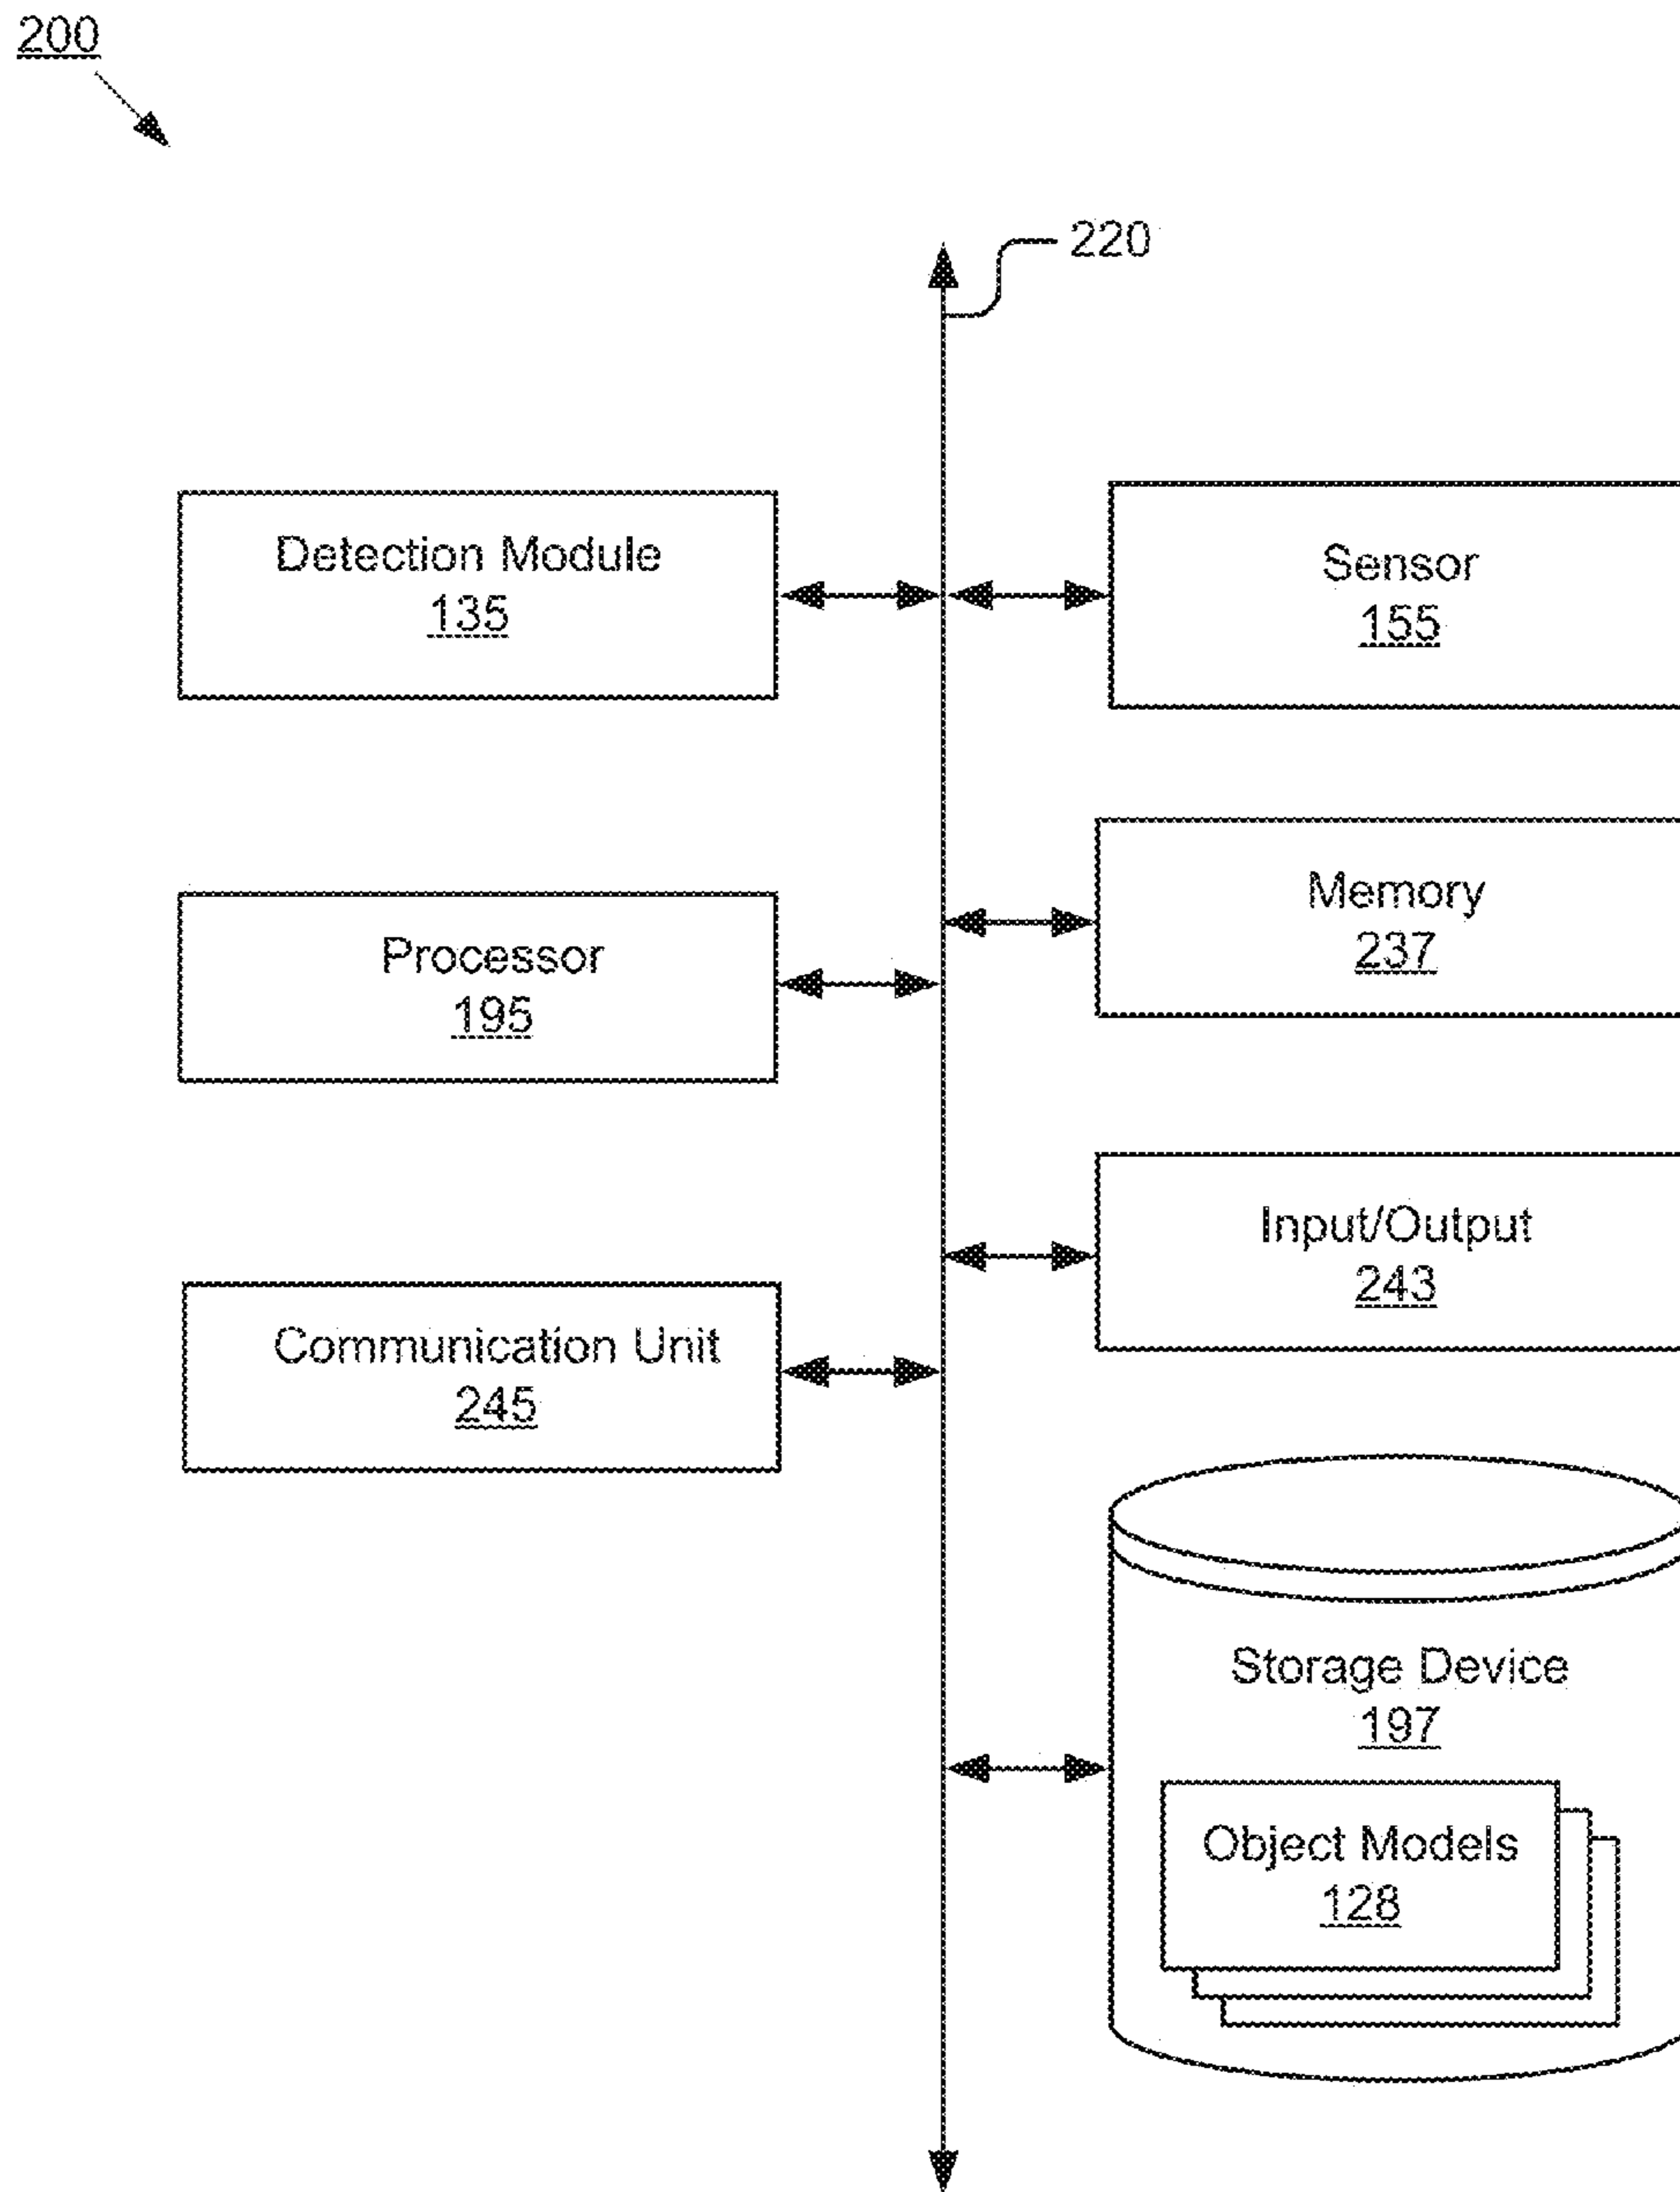 200
220
Detection Module
135
Sensor
155
Memory
237
Processor
195
Input/Output
243
Communication Unit
245
Storage Device
197
Object Models
128